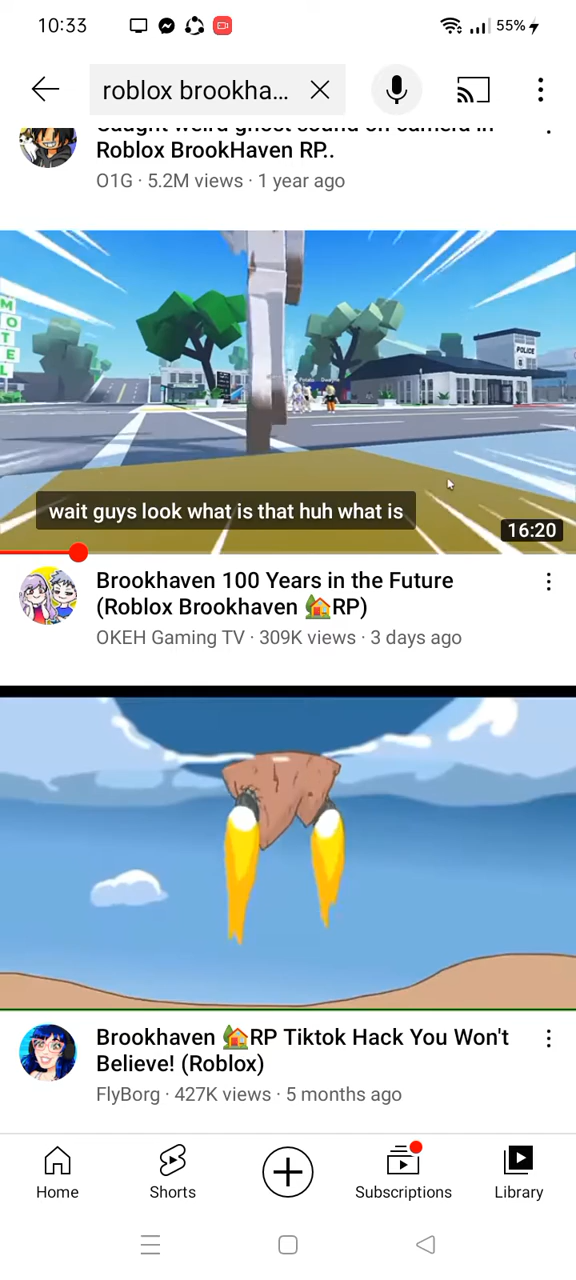 10:33
55%
roblox brookha...
Caught weird ghost sound on camera in
Roblox BrookHaven RP..
O1G · 5.2M views · 1 year ago
MOTEL
POLICE
wait guys look what is that huh what is
16:20
Brookhaven 100 Years in the Future
(Roblox Brookhaven 🏡RP)
OKEH Gaming TV · 309K views · 3 days ago
Brookhaven 🏡RP Tiktok Hack You Won't
Believe! (Roblox)
FlyBorg · 427K views · 5 months ago
Home
Shorts
Subscriptions
Library